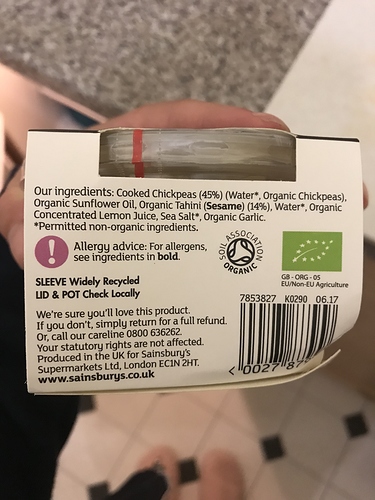 Our ingredients: Cooked Chickpeas (45%) (Water*, Organic Chickpeas),
Organic Sunflower Oil, Organic Tahini (Sesame) (14%), Water*, Organic
Concentrated Lemon Juice, Sea Salt*, Organic Garlic.
*Permitted non-organic ingredients.
! Allergy advice: For allergens,
see ingredients in bold.
SOIL ASSOCIATION
ORGANIC
GB - ORG - 05
EU/Non-EU Agriculture
SLEEVE Widely Recycled
LID & POT Check Locally
7853827 K0290 06.17
We're sure you'll love this product.
If you don't, simply return for a full refund.
Or, call our careline 0800 636262.
Your statutory rights are not affected.
Produced in the UK for Sainsbury's
Supermarkets Ltd, London EC1N 2HT.
www.sainsburys.co.uk
< 0027 87